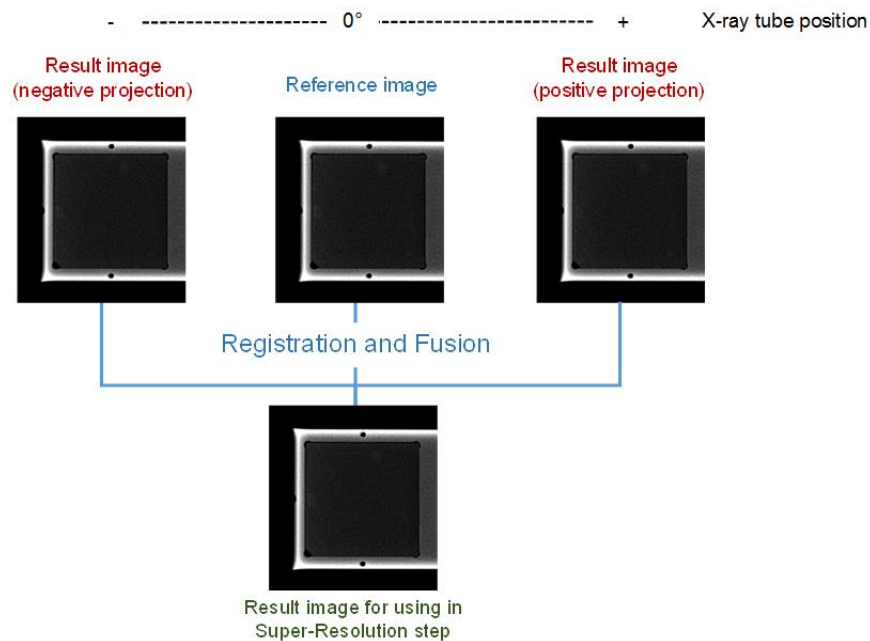 - ---------------------- 0° ---------------------- + X-ray tube position
Result image
(negative projection)
Reference image
Result image
(positive projection)
Registration and Fusion
Result image for using in
Super-Resolution step